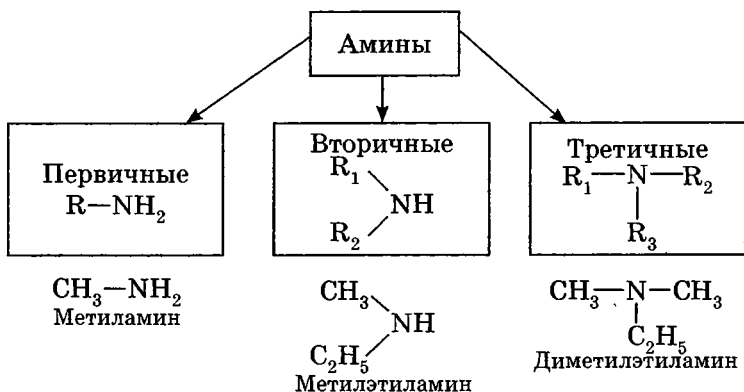 Амины
Первичные
R—NH₂
Вторичные
R₁
NH
R₂
Третичные
R₁—N—R₂
R₃
CH₃—NH₂
Метиламин
CH₃
NH
C₂H₅
Метилэтиламин
CH₃—N—CH₃
C₂H₅
Диметилэтиламин